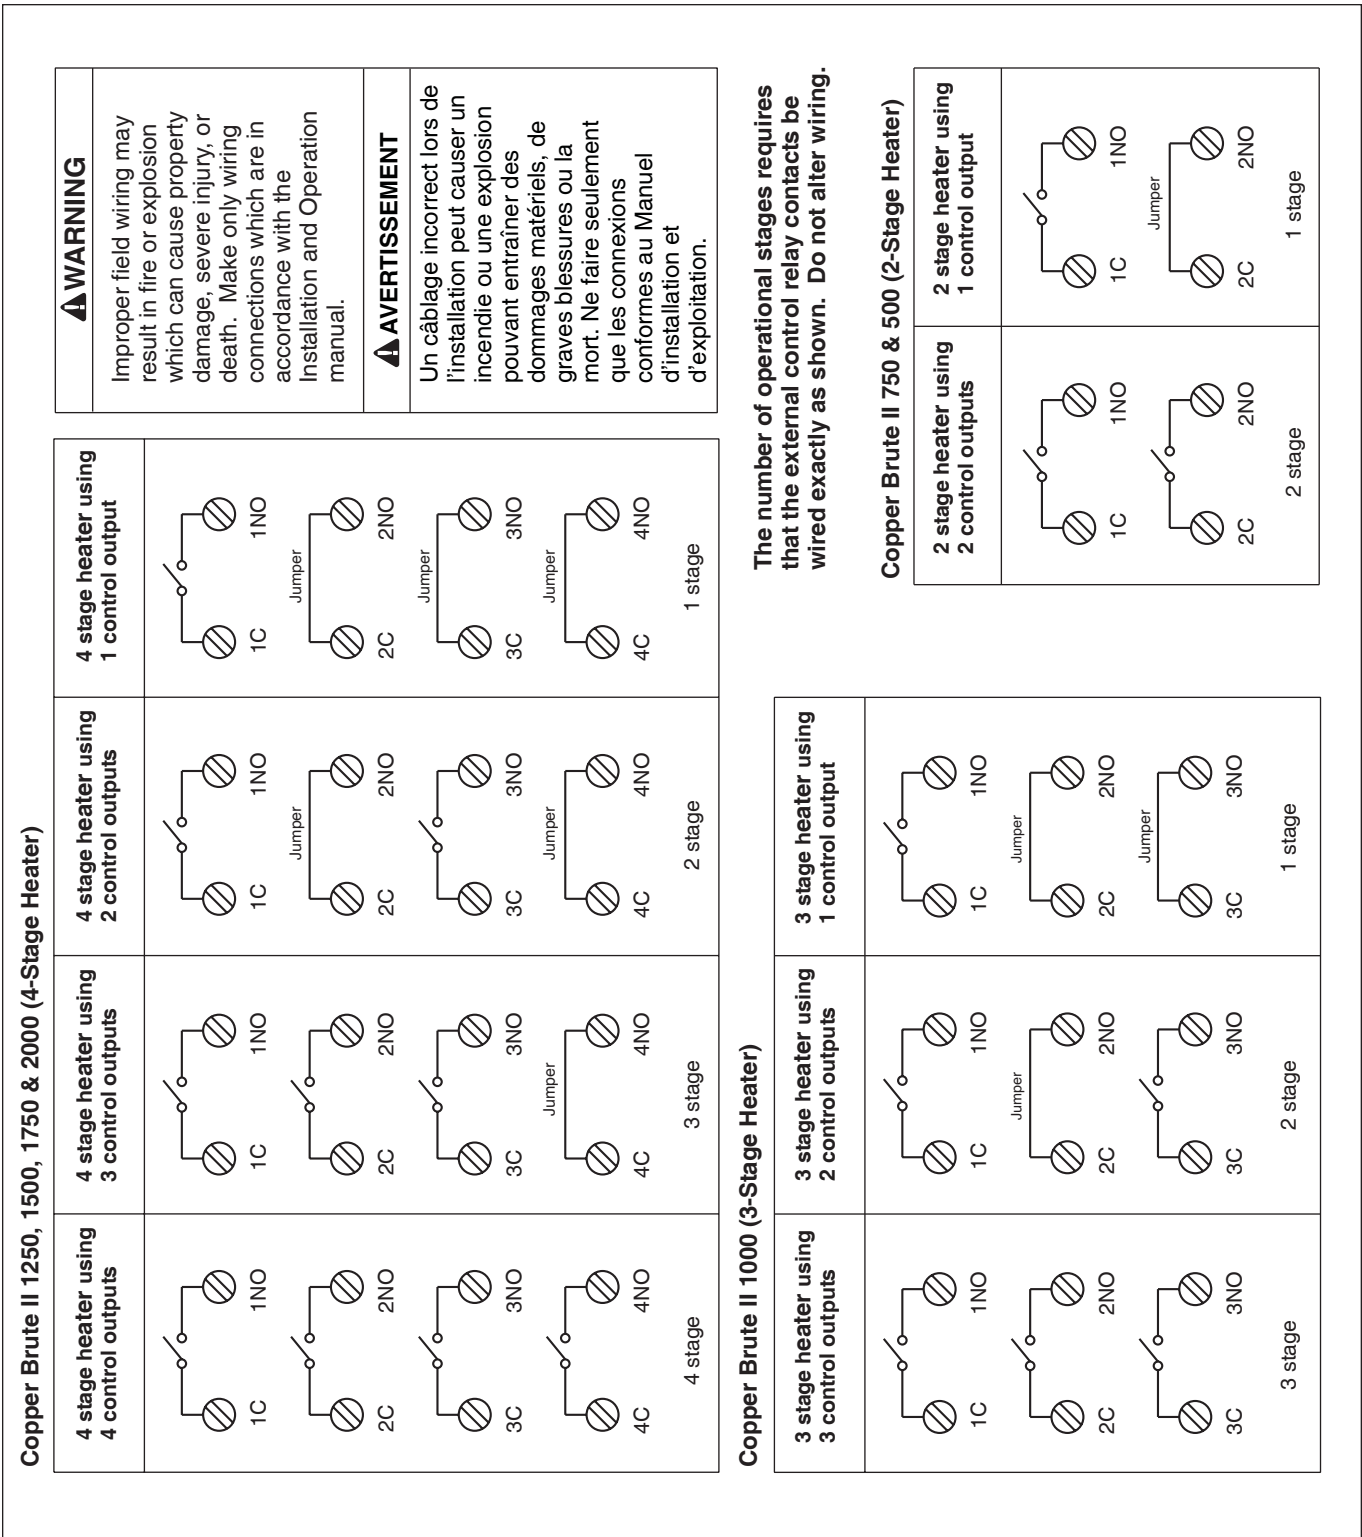 Copper Brute II 1250, 1500, 1750 & 2000 (4-Stage Heater)
4 stage heater using
4 control outputs
1C 1NO
2C 2NO
3C 3NO
4C 4NO
4 stage
4 stage heater using
3 control outputs
1C 1NO
2C 2NO
3C 3NO
Jumper
4C 4NO
3 stage
4 stage heater using
2 control outputs
1C 1NO
Jumper
2C 2NO
3C 3NO
Jumper
4C 4NO
2 stage
4 stage heater using
1 control output
1C 1NO
Jumper
2C 2NO
Jumper
3C 3NO
Jumper
4C 4NO
1 stage
WARNING
Improper field wiring may
result in fire or explosion
which can cause property
damage, severe injury, or
death. Make only wiring
connections which are in
accordance with the
Installation and Operation
manual.
AVERTISSEMENT
Un câblage incorrect lors de
l'installation peut causer un
incendie ou une explosion
pouvant entraîner des
dommages matériels, de
graves blessures ou la
mort. Ne faire seulement
que les connexions
conformes au Manuel
d'installation et
d'exploitation.
Copper Brute II 1000 (3-Stage Heater)
3 stage heater using
3 control outputs
1C 1NO
2C 2NO
3C 3NO
3 stage
3 stage heater using
2 control outputs
1C 1NO
Jumper
2C 2NO
3C 3NO
2 stage
3 stage heater using
1 control output
1C 1NO
Jumper
2C 2NO
Jumper
3C 3NO
1 stage
The number of operational stages requires
that the external control relay contacts be
wired exactly as shown. Do not alter wiring.
Copper Brute II 750 & 500 (2-Stage Heater)
2 stage heater using
2 control outputs
1C 1NO
2C 2NO
2 stage
2 stage heater using
1 control output
1C 1NO
Jumper
2C 2NO
1 stage